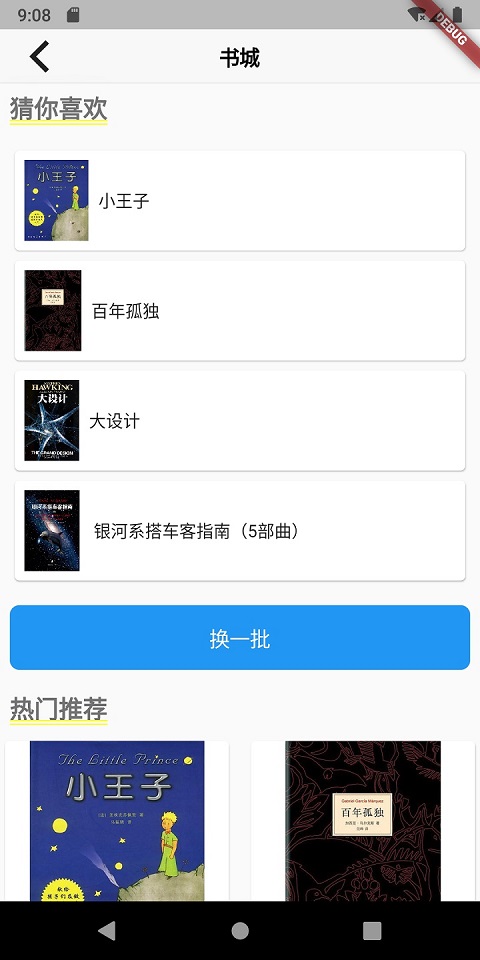 9:08
DEBUG
书城
猜你喜欢
The Little Prince
小王子
小王子
百年孤独
百年孤独
HAWKING
大设计
THE GRAND DESIGN
大设计
银河系搭车客指南
银河系搭车客指南（5部曲）
换一批
热门推荐
The Little Prince
小王子
Gabriel García Márquez
百年孤独